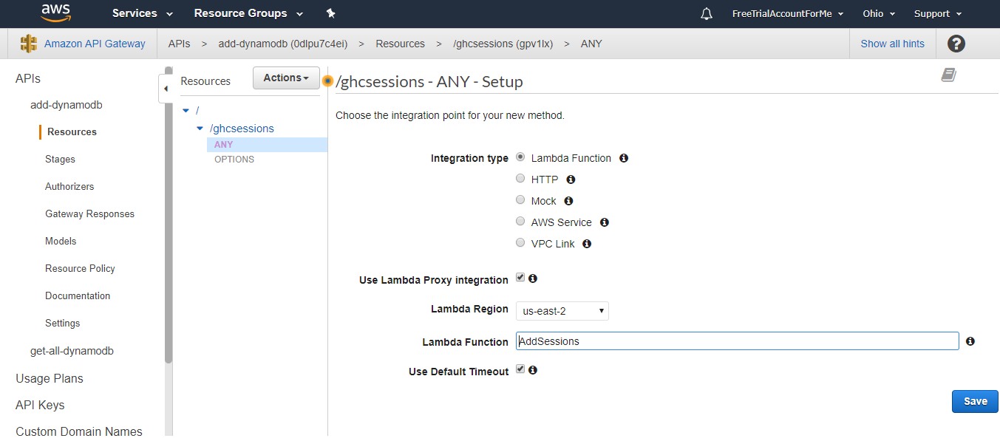 aws Services Resource Groups FreeTrialAccountForMe Ohio Support
Amazon API Gateway APIs > add-dynamodb (0dlpu7c4ei) > Resources > /ghcsessions (gpv1lx) > ANY Show all hints ?
APIs
add-dynamodb
Resources
Stages
Authorizers
Gateway Responses
Models
Resource Policy
Documentation
Settings
get-all-dynamodb
Usage Plans
API Keys
Custom Domain Names
Resources Actions
/
/ghcsessions
ANY
OPTIONS
/ghcsessions - ANY - Setup
Choose the integration point for your new method.
Integration type Lambda Function
HTTP
Mock
AWS Service
VPC Link
Use Lambda Proxy integration
Lambda Region us-east-2
Lambda Function AddSessions
Use Default Timeout
Save